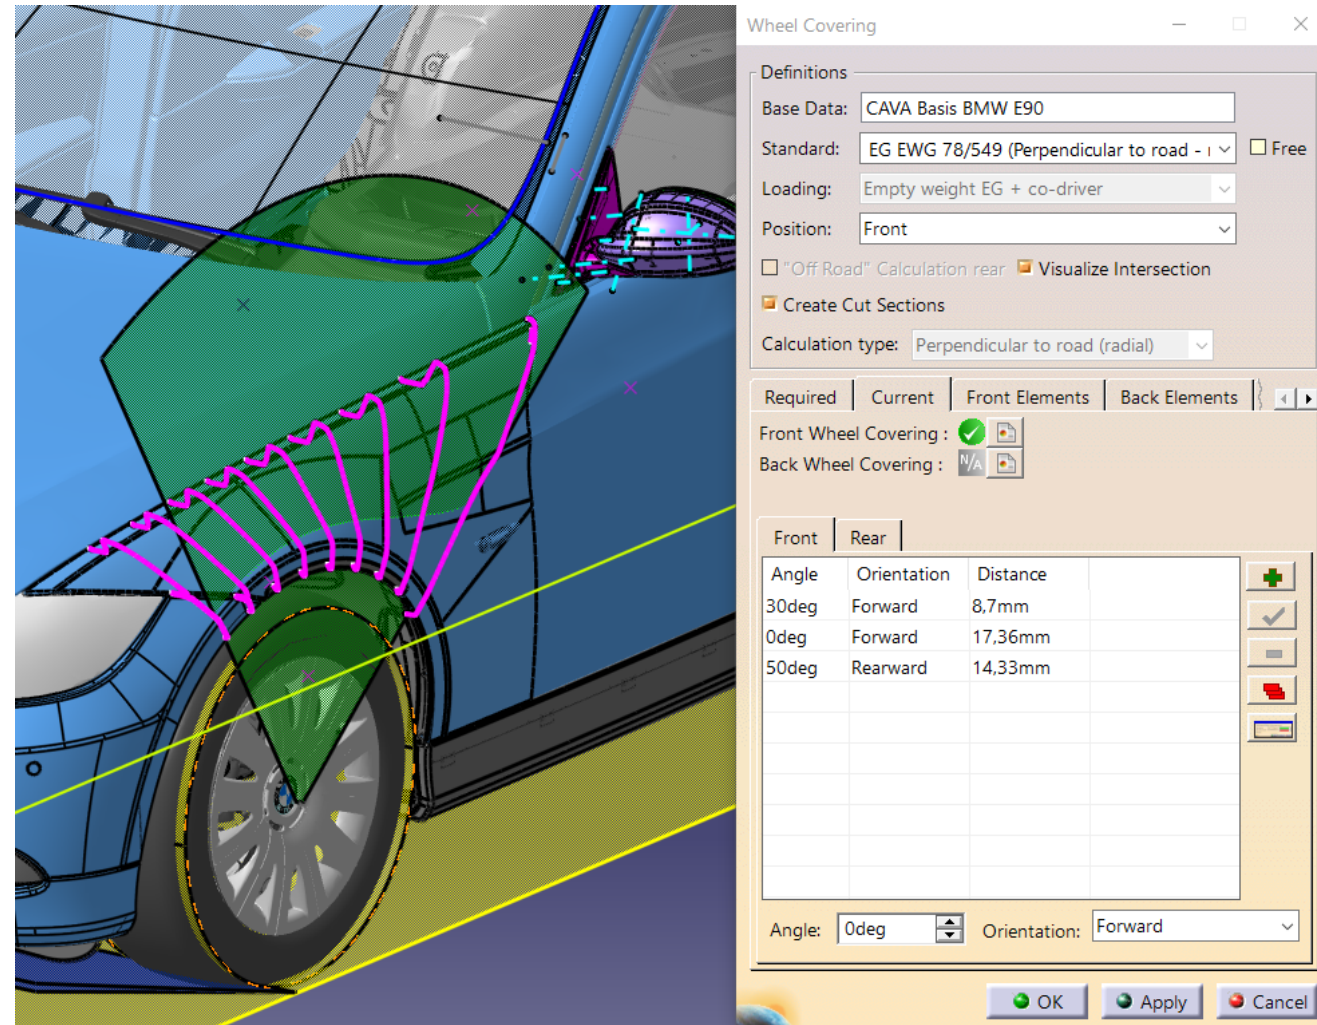 Wheel Covering
Definitions
Base Data: CAVA Basis BMW E90
Standard: EG EWG 78/549 (Perpendicular to road - Free
Loading: Empty weight EG + co-driver
Position: Front
"Off Road" Calculation rear Visualize Intersection
Create Cut Sections
Calculation type: Perpendicular to road (radial)
Required Current Front Elements Back Elements
Front Wheel Covering :
Back Wheel Covering : N/A
Front Rear
Angle Orientation Distance
30deg Forward 8,7mm
0deg Forward 17,36mm
50deg Rearward 14,33mm
Angle: 0deg Orientation: Forward
OK Apply Cancel